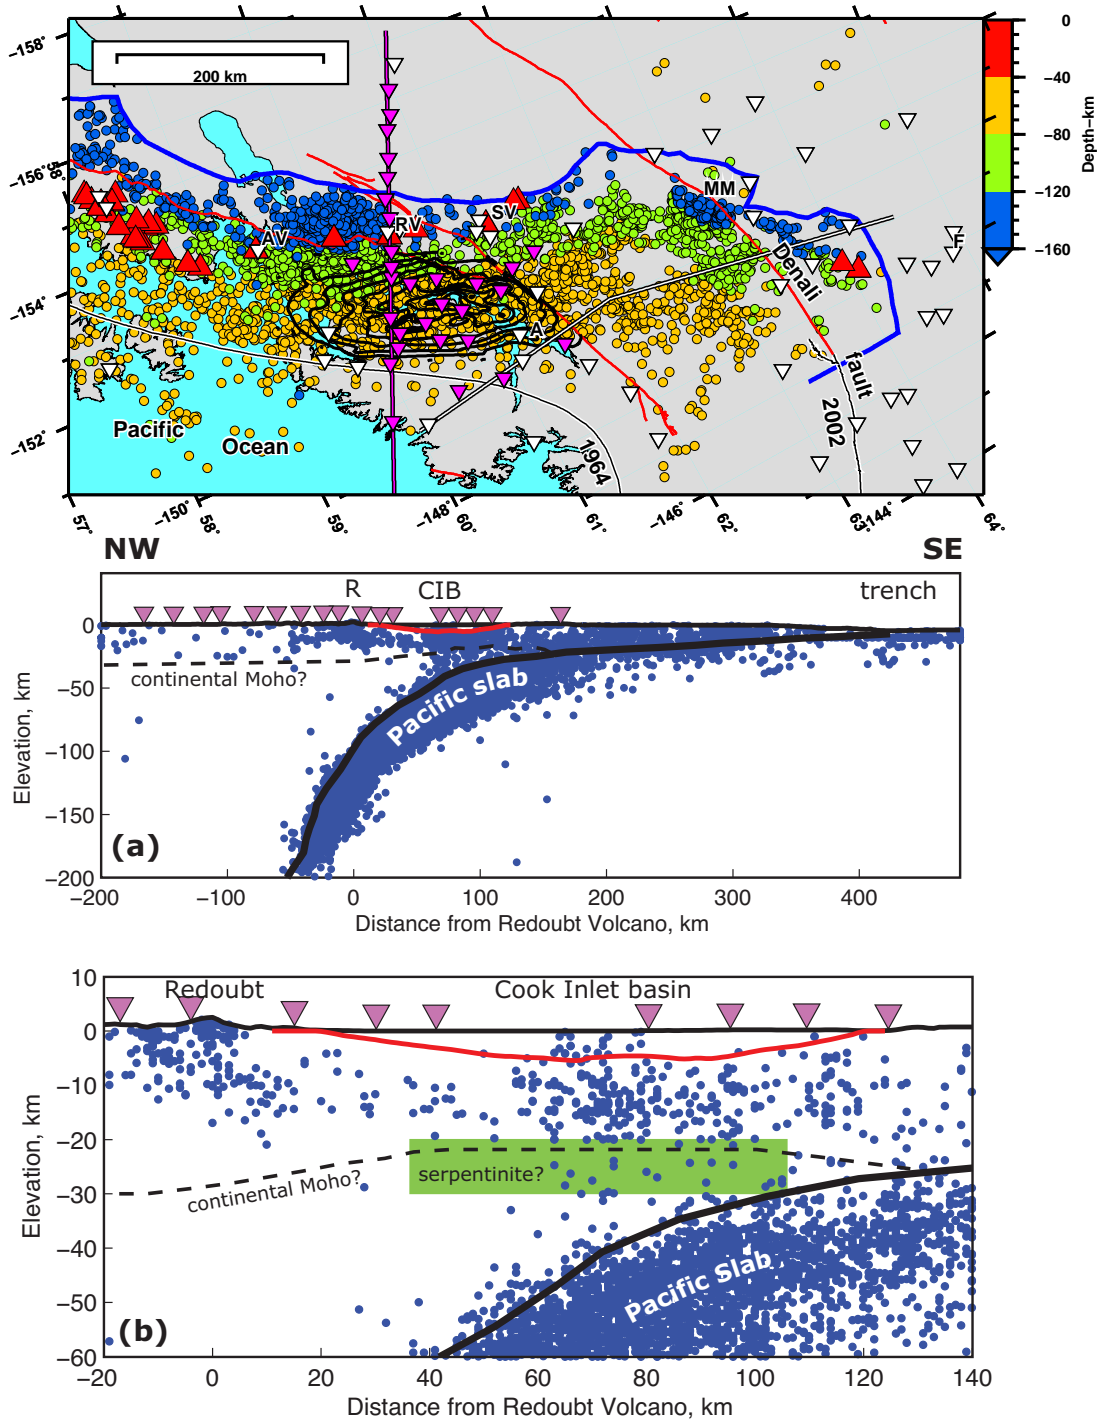 −158°
−156°
58°
−154°
−152°
200 km
MM
SV
RV
AV
F
A
Denali
fault
2002
1964
Pacific
Ocean
57°
−150°
58°
59°
−148°
60°
61°
−146°
62°
63°
−144°
64°
0
−40
−80
−120
−160
Depth−km
NW
SE
R
CIB
trench
0
−50
−100
−150
−200
Elevation, km
continental Moho?
Pacific slab
(a)
−200
−100
0
100
200
300
400
Distance from Redoubt Volcano, km
10
0
−10
−20
−30
−40
−50
−60
Elevation, km
Redoubt
Cook Inlet basin
serpentinite?
continental Moho?
Pacific Slab
(b)
−20
0
20
40
60
80
100
120
140
Distance from Redoubt Volcano, km